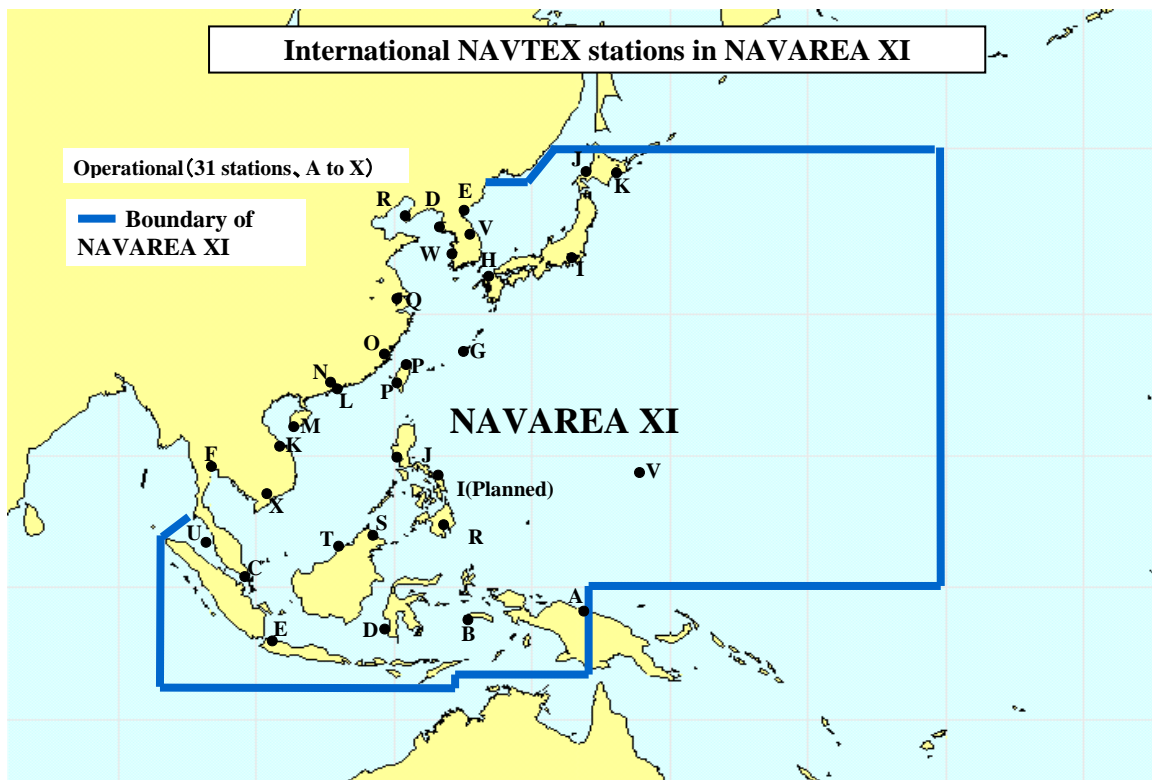 International NAVTEX stations in NAVAREA XI
Operational(31 stations、A to X)
Boundary of
NAVAREA XI
J
K
R
D
E
V
W
H
I
Q
O
G
P
N
L
P
M
NAVAREA XI
K
F
J
V
I(Planned)
X
S
R
U
T
C
A
E
D
B